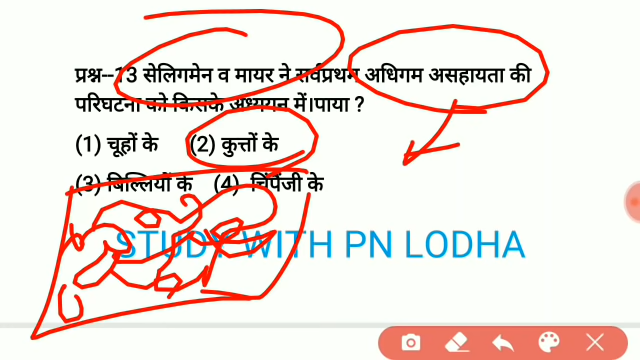 प्रश्न--13 सेलिगमेन व मायर ने सर्वप्रथम अधिगम असहायता की
परिघटना को किसके अध्ययन में।पाया ?
(1) चूहों के (2) कुत्तों के
(3) बिल्लियों के (4) चिंपेंजी के
STUDY WITH PN LODHA